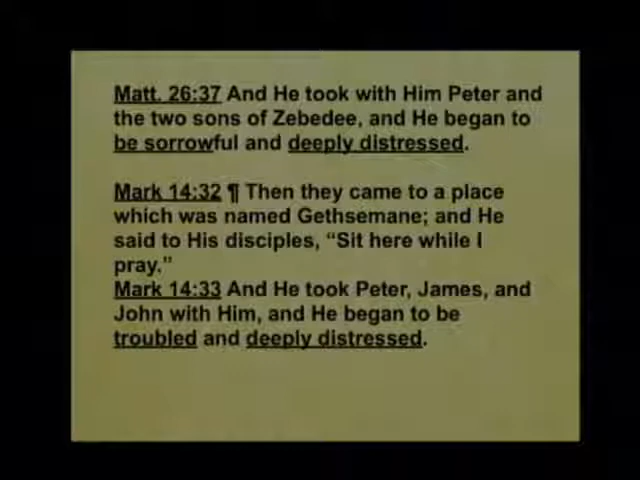 Matt. 26:37 And He took with Him Peter and
the two sons of Zebedee, and He began to
be sorrowful and deeply distressed.
Mark 14:32 ¶ Then they came to a place
which was named Gethsemane; and He
said to His disciples, “Sit here while I
pray.”
Mark 14:33 And He took Peter, James, and
John with Him, and He began to be
troubled and deeply distressed.